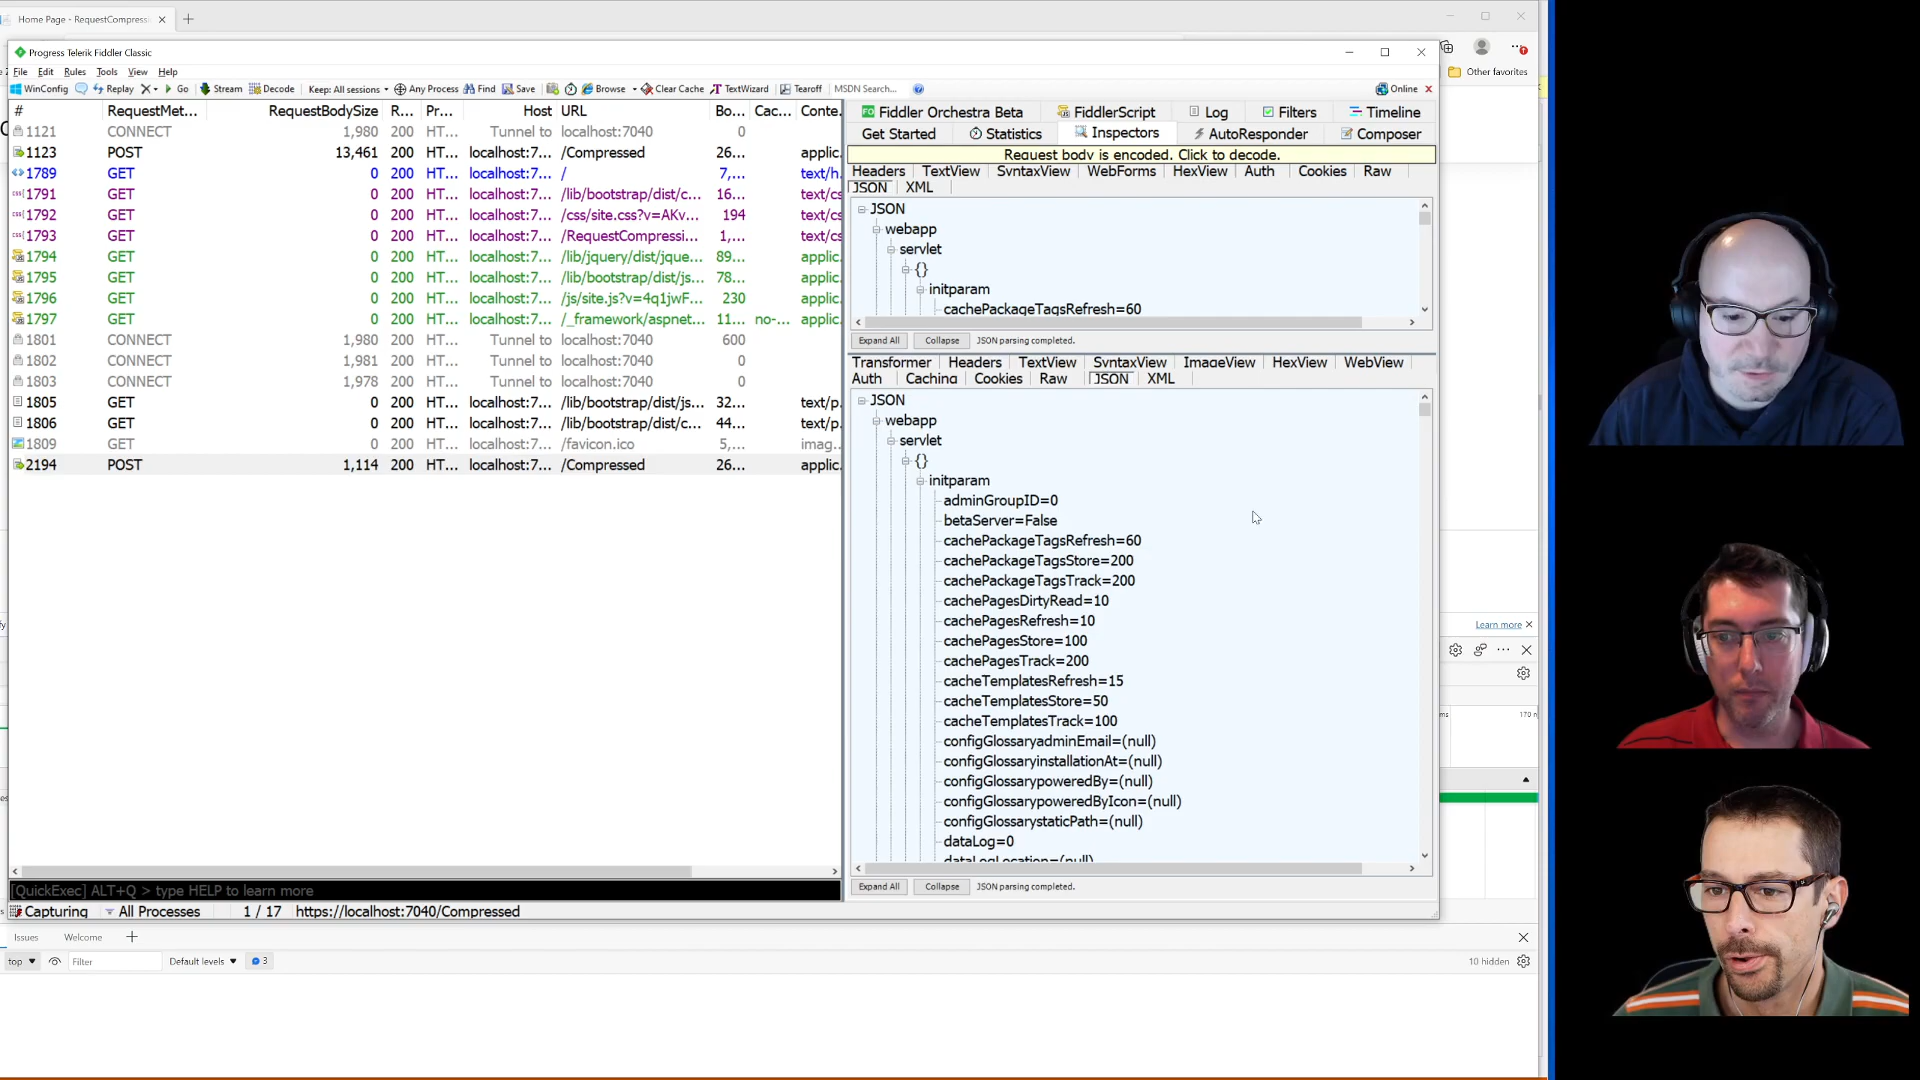 Home Page - RequestCompressi
Progress Telerik Fiddler Classic
Other favorites
File Edit Rules Tools View Help
WinConfig Replay Go Stream Decode Keep: All sessions Any Process Find Save Browse Clear Cache TextWizard Tearoff MSDN Search... Online
# RequestMet... RequestBodySize R... Pr... Host URL Bo... Cac... Conte...
1121 CONNECT 1,980 200 HT... Tunnel to localhost:7040 0
1123 POST 13,461 200 HT... localhost:7... /Compressed 26... applic.
1789 GET 0 200 HT... localhost:7... / 7,... text/h.
1791 GET 0 200 HT... localhost:7... /lib/bootstrap/dist/c... 16... text/cs
1792 GET 0 200 HT... localhost:7... /css/site.css?v=AKv... 194 text/cs
1793 GET 0 200 HT... localhost:7... /RequestCompressi... 1,... text/cs
1794 GET 0 200 HT... localhost:7... /lib/jquery/dist/jque... 89... applic.
1795 GET 0 200 HT... localhost:7... /lib/bootstrap/dist/js... 78... applic.
1796 GET 0 200 HT... localhost:7... /js/site.js?v=4q1jwF... 230 applic.
1797 GET 0 200 HT... localhost:7... /_framework/aspnet... 11... no-... applic.
1801 CONNECT 1,980 200 HT... Tunnel to localhost:7040 600
1802 CONNECT 1,981 200 HT... Tunnel to localhost:7040 0
1803 CONNECT 1,978 200 HT... Tunnel to localhost:7040 0
1805 GET 0 200 HT... localhost:7... /lib/bootstrap/dist/js... 32... text/p.
1806 GET 0 200 HT... localhost:7... /lib/bootstrap/dist/c... 44... text/p.
1809 GET 0 200 HT... localhost:7... /favicon.ico 5,... imag...
2194 POST 1,114 200 HT... localhost:7... /Compressed 26... applic.
[QuickExec] ALT+Q > type HELP to learn more
Capturing All Processes 1 / 17 https://localhost:7040/Compressed
Fiddler Orchestra Beta FiddlerScript Log Filters Timeline
Get Started Statistics Inspectors AutoResponder Composer
Request body is encoded. Click to decode.
Headers TextView SyntaxView WebForms HexView Auth Cookies Raw
JSON XML
JSON
webapp
servlet
{}
initparam
cachePackageTagsRefresh=60
Expand All Collapse JSON parsing completed.
Transformer Headers TextView SyntaxView ImageView HexView WebView
Auth Caching Cookies Raw JSON XML
JSON
webapp
servlet
{}
initparam
adminGroupID=0
betaServer=False
cachePackageTagsRefresh=60
cachePackageTagsStore=200
cachePackageTagsTrack=200
cachePagesDirtyRead=10
cachePagesRefresh=10
cachePagesStore=100
cachePagesTrack=200
cacheTemplatesRefresh=15
cacheTemplatesStore=50
cacheTemplatesTrack=100
configGlossaryadminEmail=(null)
configGlossaryinstallationAt=(null)
configGlossarypoweredBy=(null)
configGlossarypoweredByIcon=(null)
configGlossarystaticPath=(null)
dataLog=0
dataLogLocation=(null)
Expand All Collapse JSON parsing completed.
Learn more
ms 170 n
Issues Welcome
top Filter Default levels 3 10 hidden